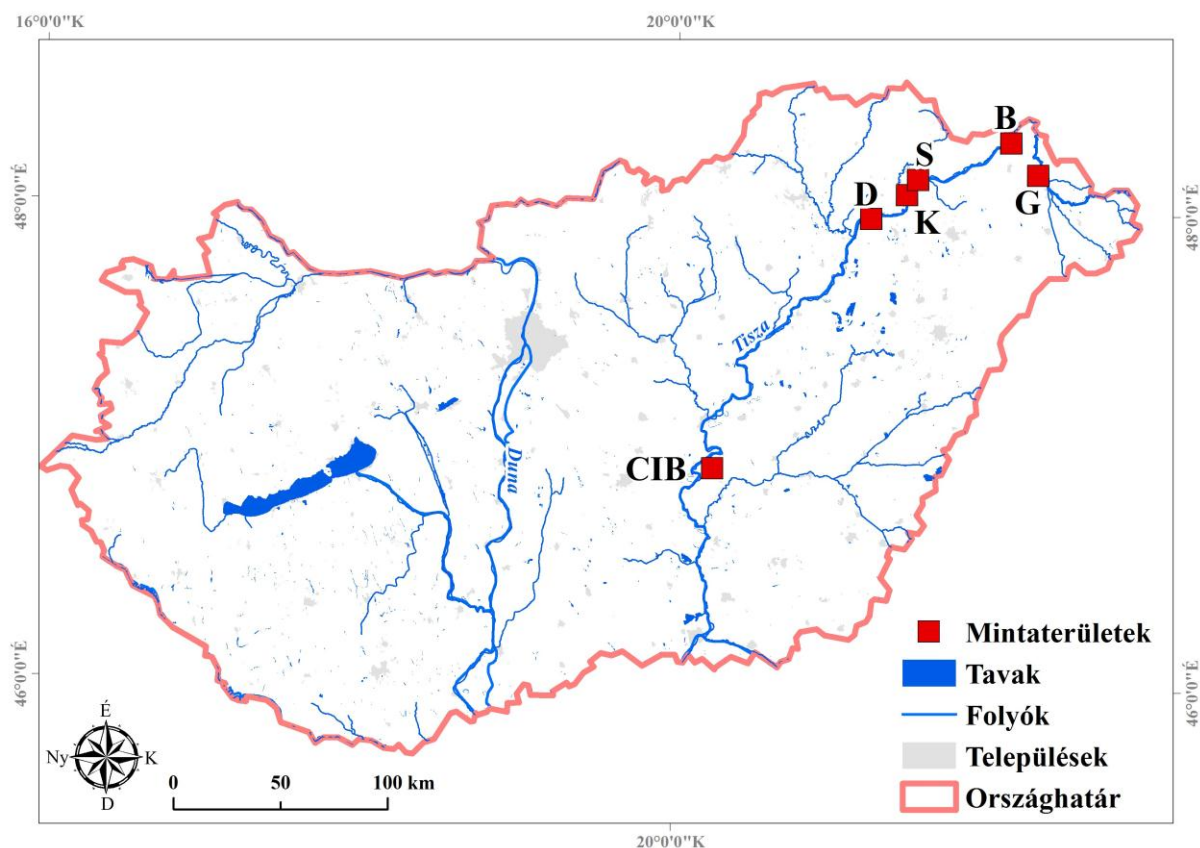 16°0'0"K
20°0'0"K
48°0'0"É
48°0'0"É
B
S
G
D
K
Tisza
Duna
CIB
46°0'0"É
46°0'0"É
Mintaterületek
Tavak
Folyók
Települések
Országhatár
É
Ny
K
D
0
50
100 km
20°0'0"K